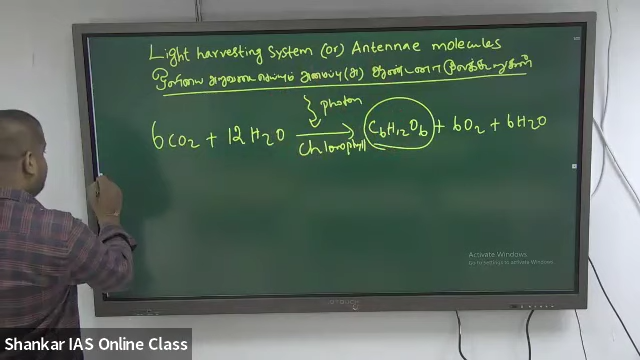 Light harvesting System (or) Antennae molecules
} photon
6CO2 + 12H2O → C6H12O6 + 6O2 + 6H2O
Chlorophyll
Activate Windows
Go to Settings to activate Windows.
Shankar IAS Online Class